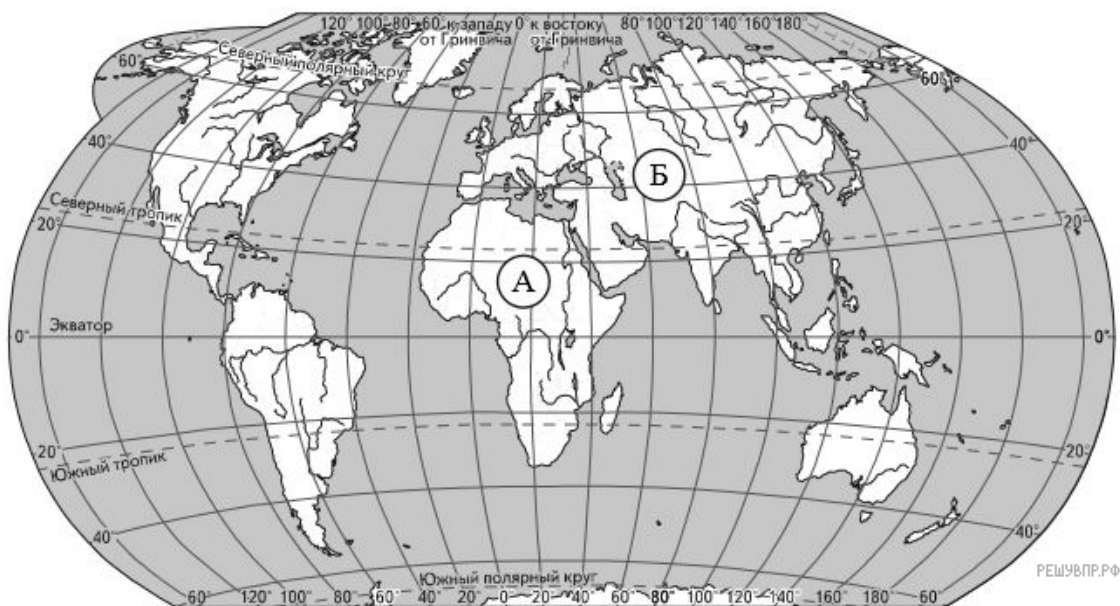 120° 100° 80° 60° к западу 0° к востоку 80° 100° 120° 140° 160° 180°
от Гринвича от Гринвича
Северный полярный круг
60° 60°
40° 40°
Б
Северный тропик
20° 20°
А
Экватор
0° 0°
20° 20°
Южный тропик
40° 40°
РЕШУВПР.РФ
Южный полярный круг
60° 80° 60° 40° 20° 0° 20° 40° 60° 80° 100° 120° 140° 160° 180° 60